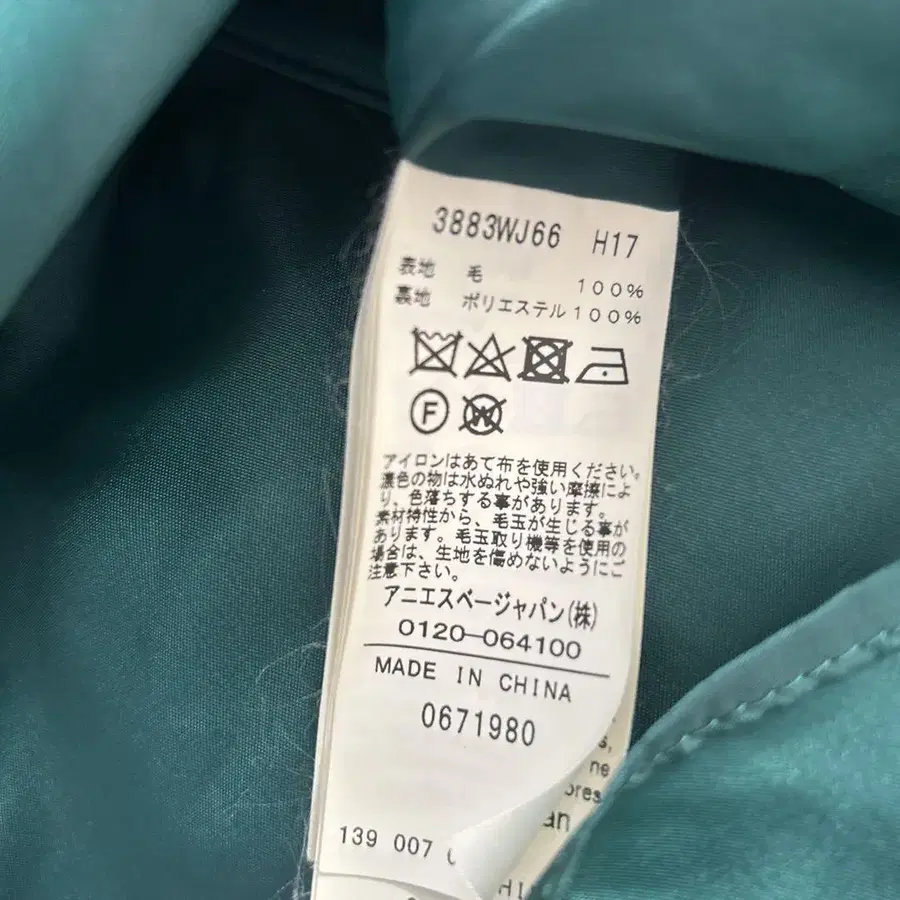 3883WJ66 H17
表地 毛 100%
裏地 ポリエステル 100%
F W
アイロンはあて布を使用ください。
濃色の物は水ぬれや強い摩擦によ
り、色落ちする事があります。
素材特性から、毛玉が生じる事が
あります。毛玉取り機等を使用の
場合は、生地を傷めないようにご
注意下さい。
アニエスベージャパン(株)
0120-064100
MADE IN CHINA
0671980
s,
ne
ores
an
139 007
HI